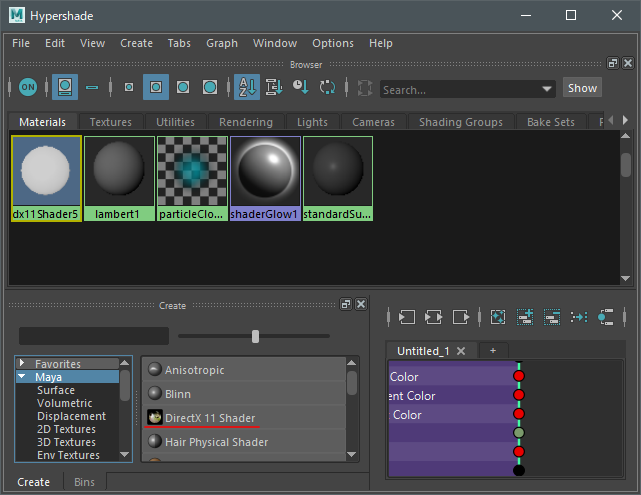 Hypershade
File Edit View Create Tabs Graph Window Options Help
Browser
ON
Search...
Show
Materials Textures Utilities Rendering Lights Cameras Shading Groups Bake Sets
dx11Shader5 lambert1 particleClo... shaderGlow1 standardSu...
Create
Favorites
Maya
Surface
Volumetric
Displacement
2D Textures
3D Textures
Env Textures
Anisotropic
Blinn
DirectX 11 Shader
Hair Physical Shader
Create Bins
Untitled_1
+
Color
ent Color
Color